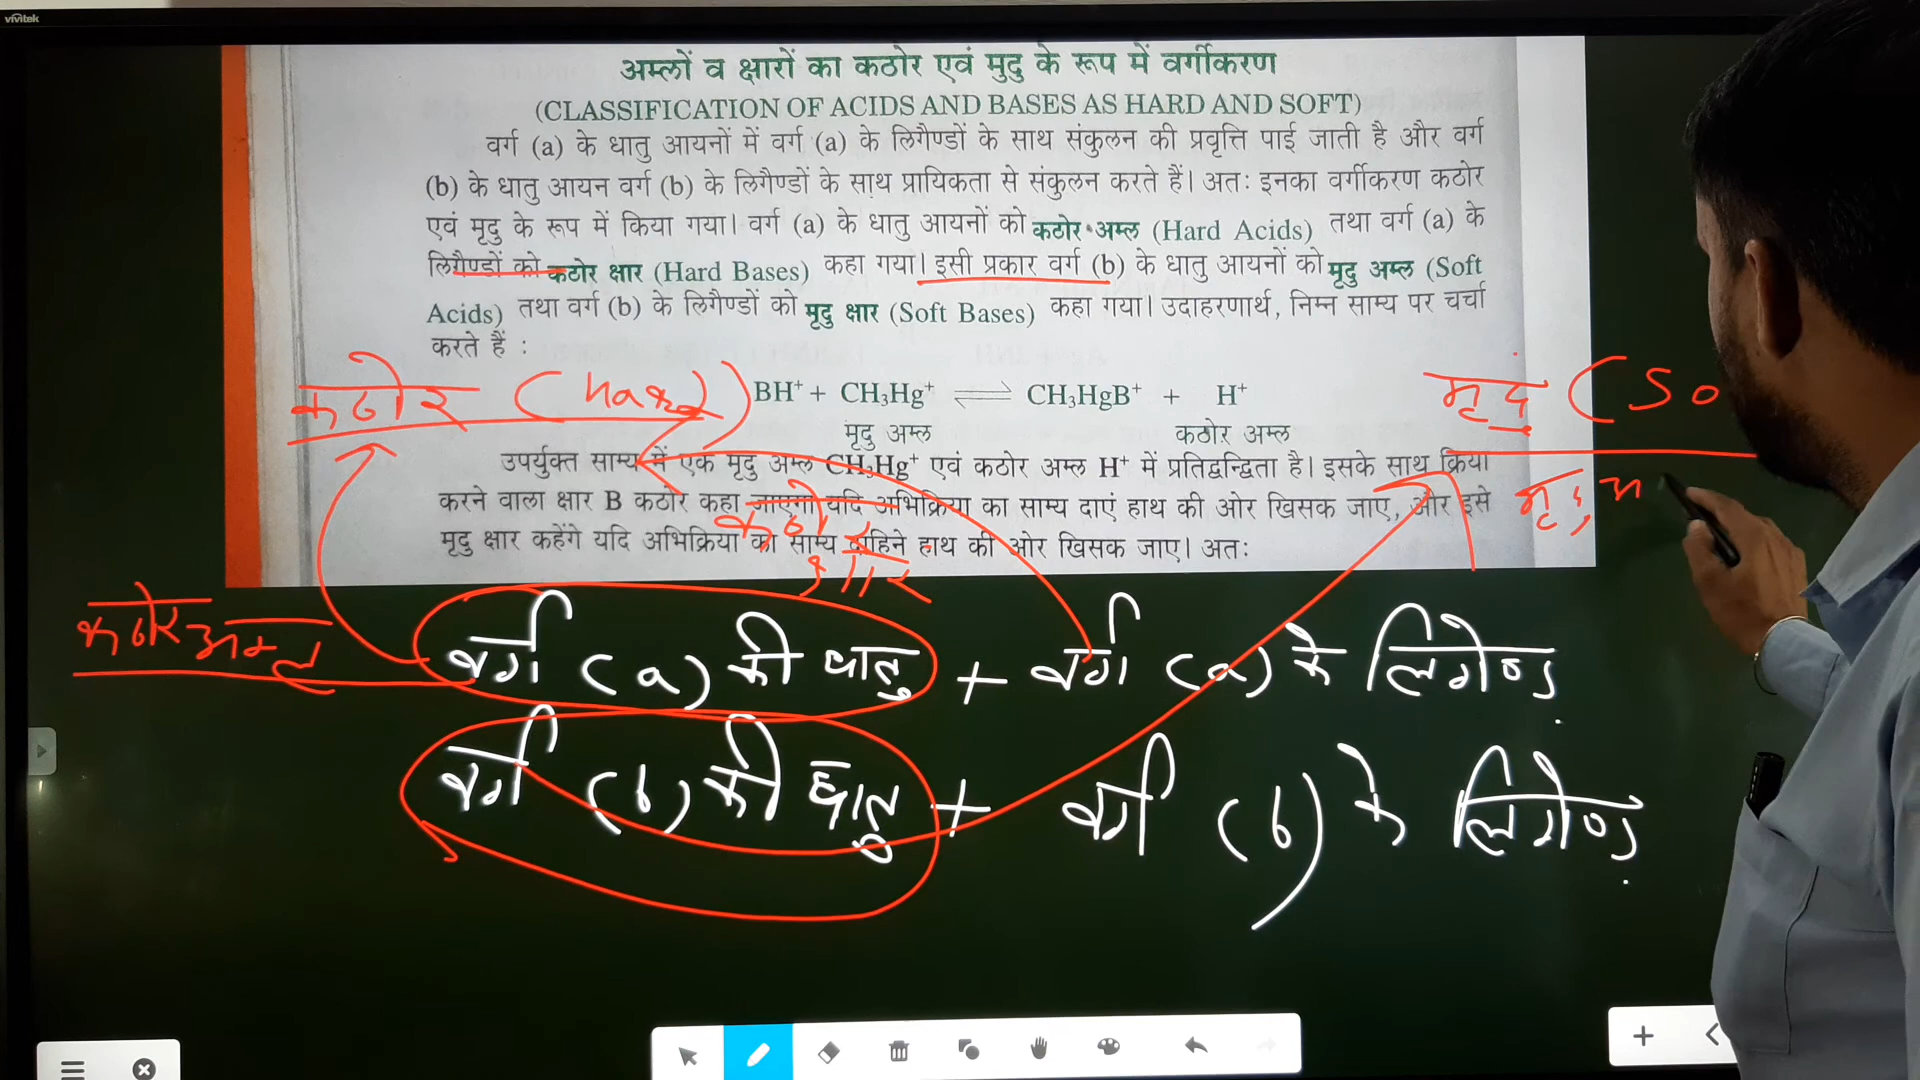 vivitek
अम्लों व क्षारों का कठोर एवं मुदु के रूप में वर्गीकरण
(CLASSIFICATION OF ACIDS AND BASES AS HARD AND SOFT)
वर्ग (a) के धातु आयनों में वर्ग (a) के लिगैण्डों के साथ संकुलन की प्रवृत्ति पाई जाती है और वर्ग
(b) के धातु आयन वर्ग (b) के लिगैण्डों के साथ प्रायिकता से संकुलन करते हैं। अतः इनका वर्गीकरण कठोर
एवं मृदु के रूप में किया गया। वर्ग (a) के धातु आयनों को कठोर अम्ल (Hard Acids) तथा वर्ग (a) के
लिगैण्डों को कठोर क्षार (Hard Bases) कहा गया। इसी प्रकार वर्ग (b) के धातु आयनों को मृदु अम्ल (Soft
Acids) तथा वर्ग (b) के लिगैण्डों को मृदु क्षार (Soft Bases) कहा गया। उदाहरणार्थ, निम्न साम्य पर चर्चा
करते हैं :
कठोर (Hard) BH⁺ + CH₃Hg⁺ ⇌ CH₃HgB⁺ + H⁺ मृदु (So
मृदु अम्ल कठोर अम्ल
उपर्युक्त साम्य में एक मृदु अम्ल CH₃Hg⁺ एवं कठोर अम्ल H⁺ में प्रतिद्वन्द्विता है। इसके साथ क्रिया
करने वाला क्षार B कठोर कहा जाएगा यदि अभिक्रिया का साम्य दाएं हाथ की ओर खिसक जाए, और इसे
मृदु अ
कठोर
मृदु क्षार कहेंगे यदि अभिक्रिया का साम्य दाहिने हाथ की ओर खिसक जाए। अतः
क्षार
कठोर अम्ल
वर्ग (a) की धातु + वर्ग (a) के लिगेण्ड
वर्ग (b) की धातु + वर्ग (b) के लिगेण्ड